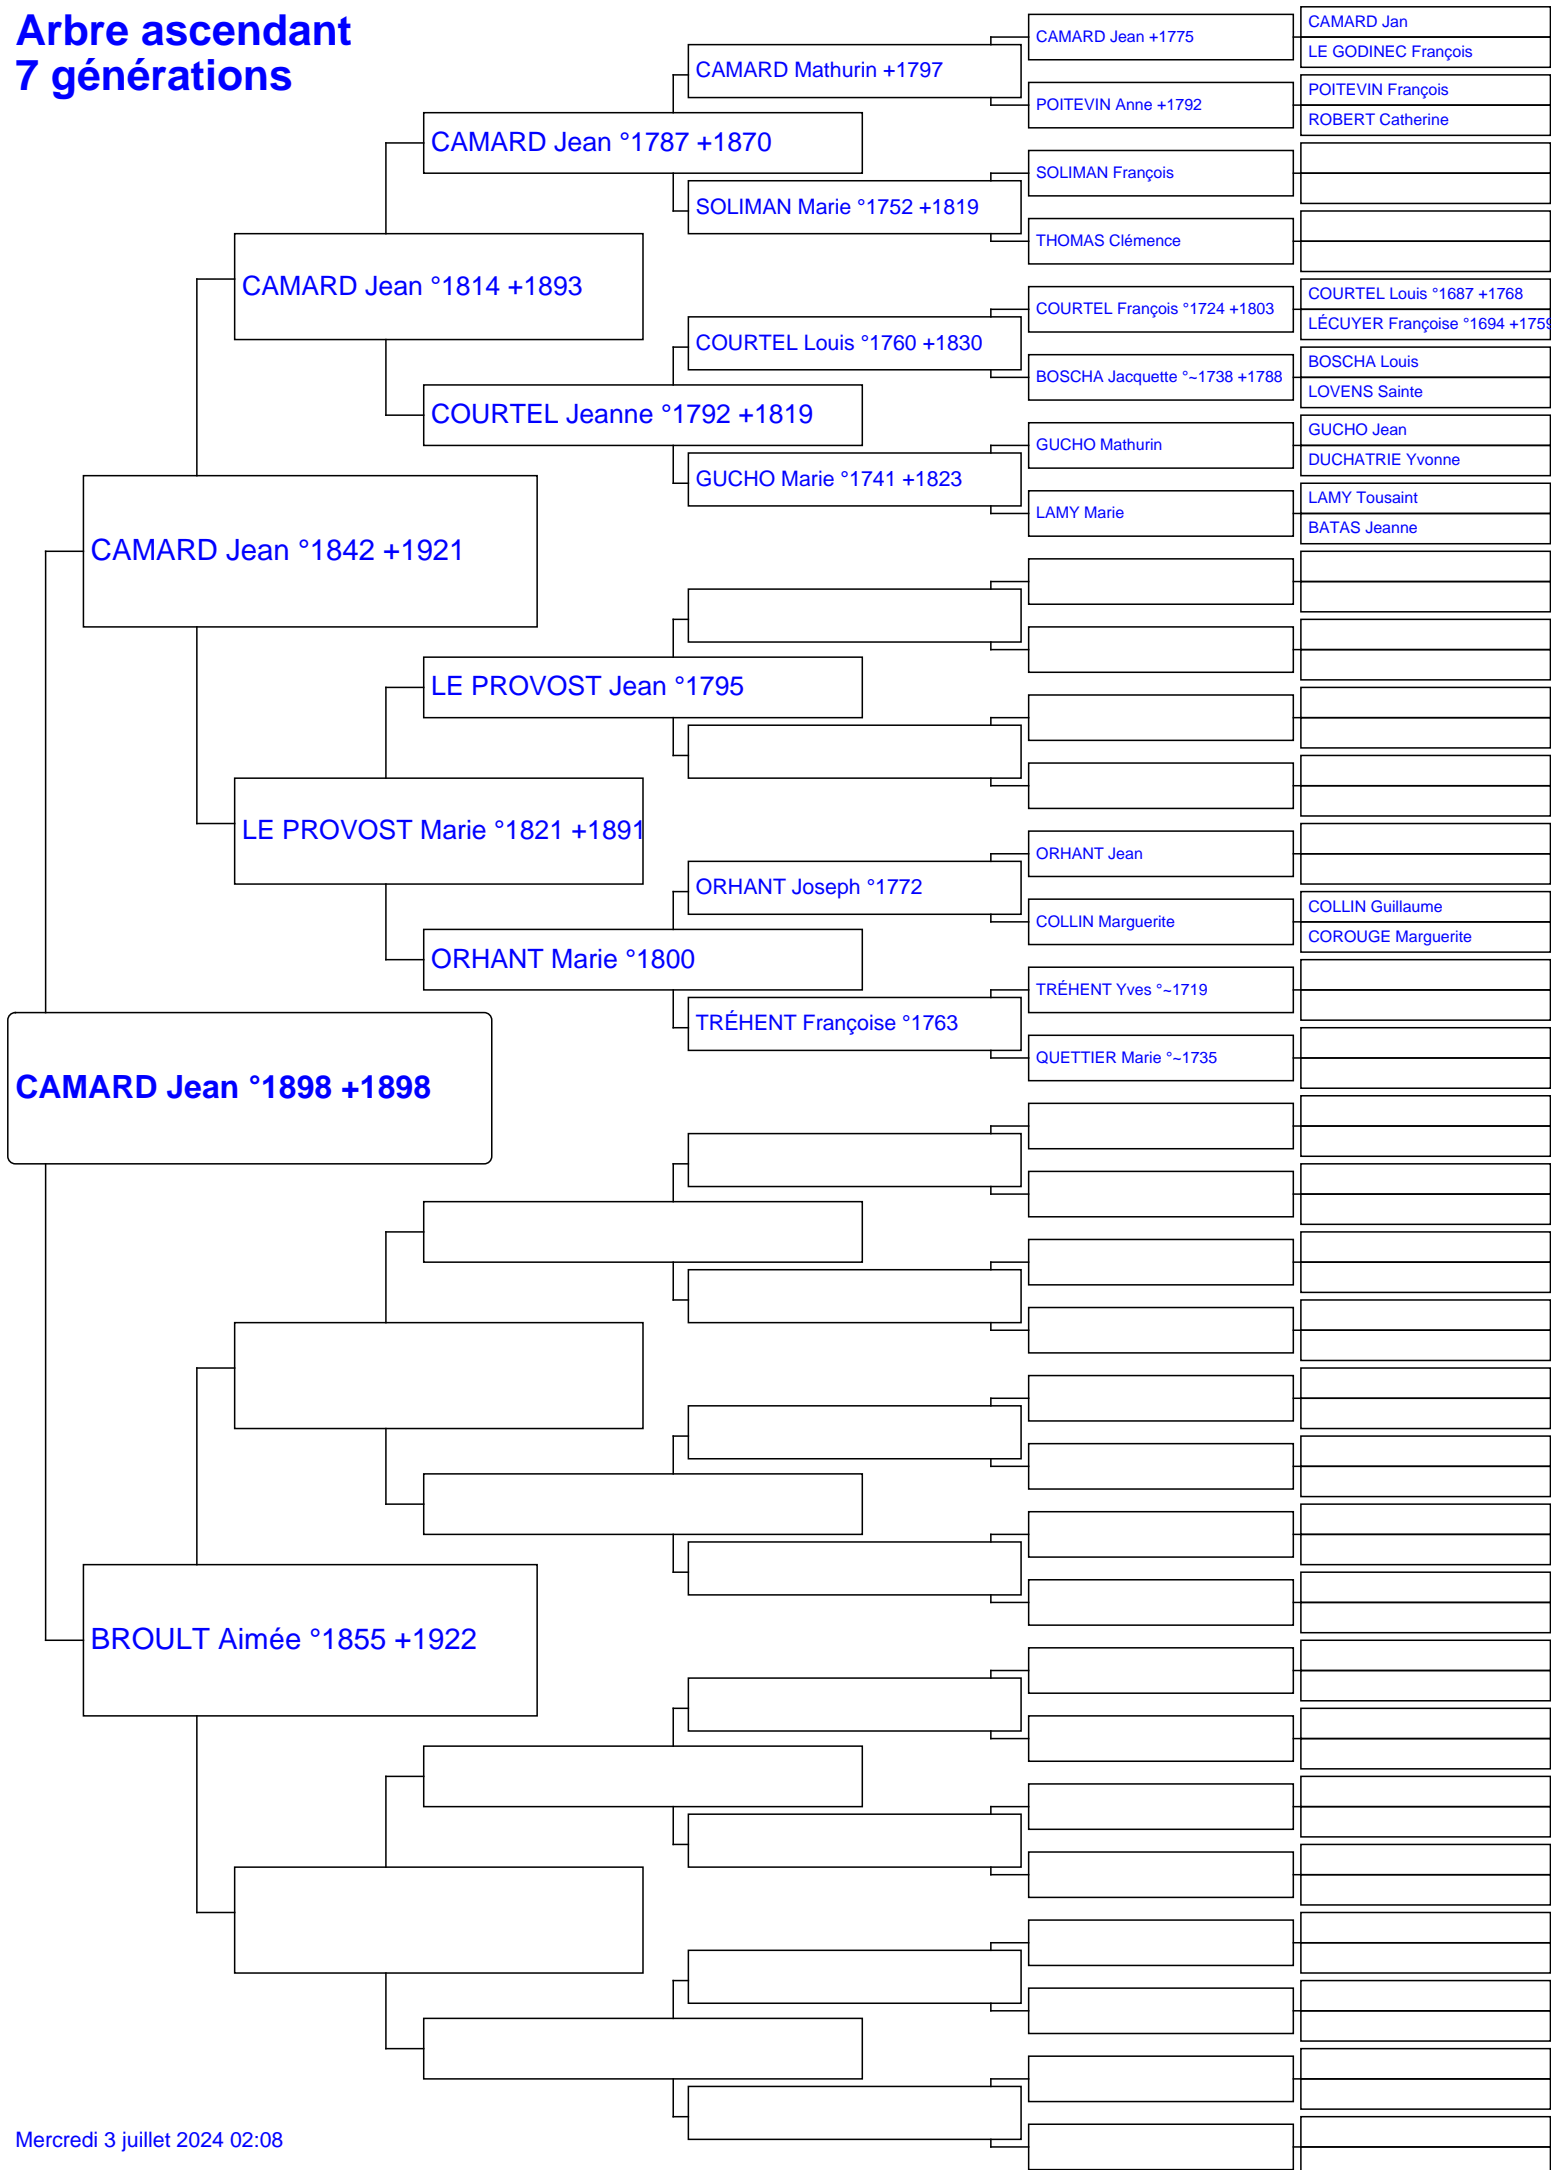 Arbre ascendant
7 générations
CAMARD Jean °1898 +1898
CAMARD Jean °1842 +1921
BROULT Aimée °1855 +1922
CAMARD Jean °1814 +1893
LE PROVOST Marie °1821 +1891
CAMARD Jean °1787 +1870
COURTEL Jeanne °1792 +1819
LE PROVOST Jean °1795
ORHANT Marie °1800
CAMARD Mathurin +1797
SOLIMAN Marie °1752 +1819
COURTEL Louis °1760 +1830
GUCHO Marie °1741 +1823
ORHANT Joseph °1772
TRÉHENT Françoise °1763
CAMARD Jean +1775
POITEVIN Anne +1792
SOLIMAN François
THOMAS Clémence
COURTEL François °1724 +1803
BOSCHA Jacquette °~1738 +1788
GUCHO Mathurin
LAMY Marie
ORHANT Jean
COLLIN Marguerite
TRÉHENT Yves °~1719
QUETTIER Marie °~1735
CAMARD Jan
LE GODINEC François
POITEVIN François
ROBERT Catherine
COURTEL Louis °1687 +1768
LÉCUYER Françoise °1694 +1759
BOSCHA Louis
LOVENS Sainte
GUCHO Jean
DUCHATRIE Yvonne
LAMY Tousaint
BATAS Jeanne
COLLIN Guillaume
COROUGE Marguerite
Mercredi 3 juillet 2024 02:08